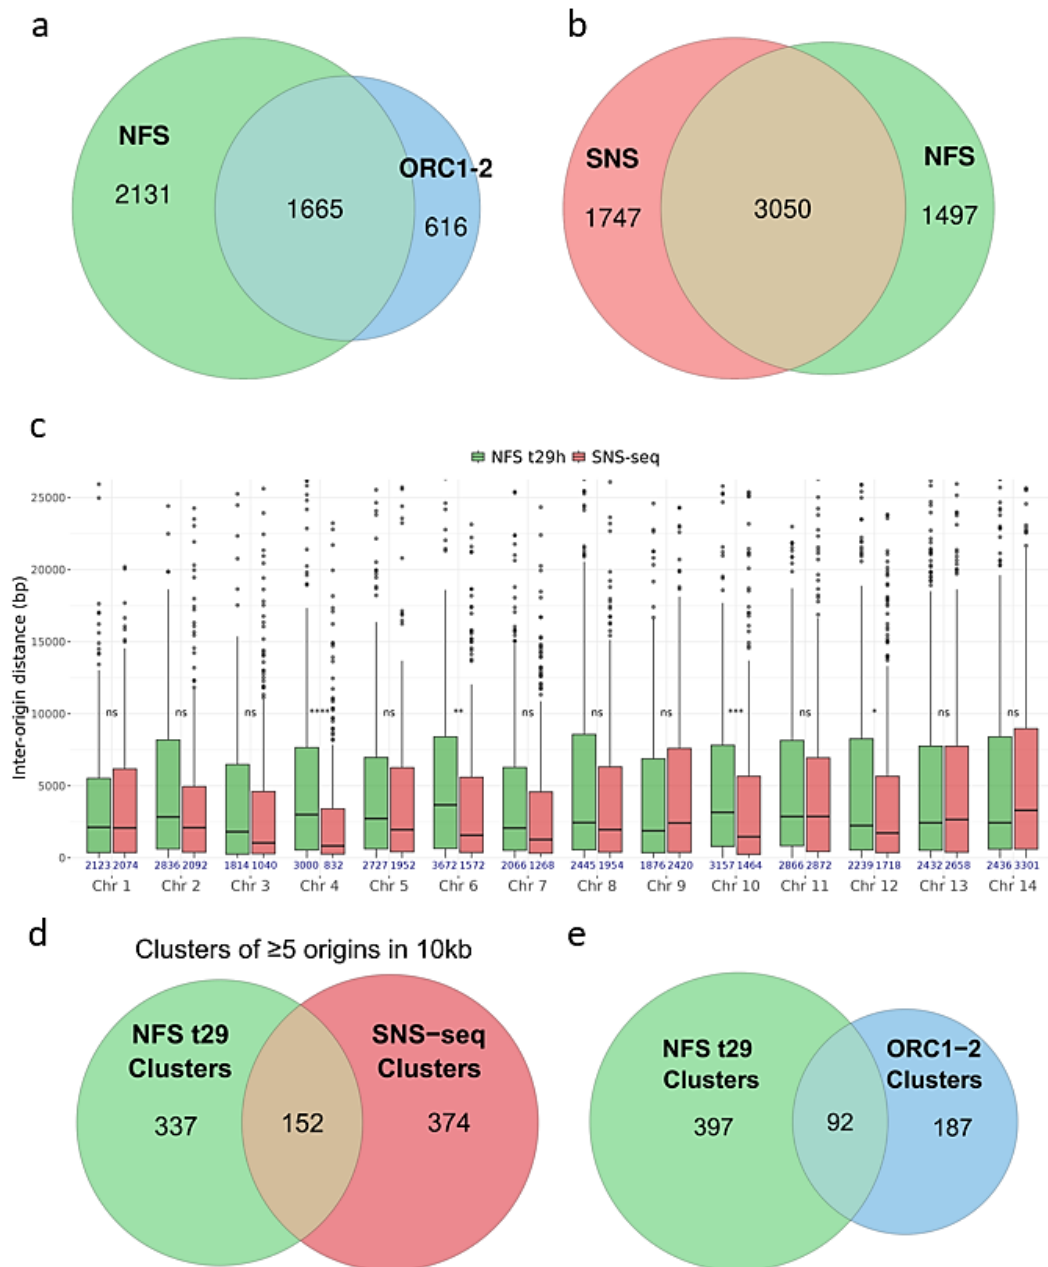 a
NFS
2131
1665
ORC1-2
616
b
SNS
1747
3050
NFS
1497
c
NFS t29h SNS-seq
Inter-origin distance (bp)
25000
20000
15000
10000
5000
0
ns ns ns **** ns ** ns ns ns *** ns * ns ns
2123 2074 2836 2092 1814 1040 3000 832 2727 1952 3672 1572 2066 1268 2445 1954 1876 2420 3157 1464 2866 2872 2239 1718 2432 2658 2436 3301
Chr 1 Chr 2 Chr 3 Chr 4 Chr 5 Chr 6 Chr 7 Chr 8 Chr 9 Chr 10 Chr 11 Chr 12 Chr 13 Chr 14
d
Clusters of ≥5 origins in 10kb
NFS t29
Clusters
337
152
SNS−seq
Clusters
374
e
NFS t29
Clusters
397
92
ORC1−2
Clusters
187